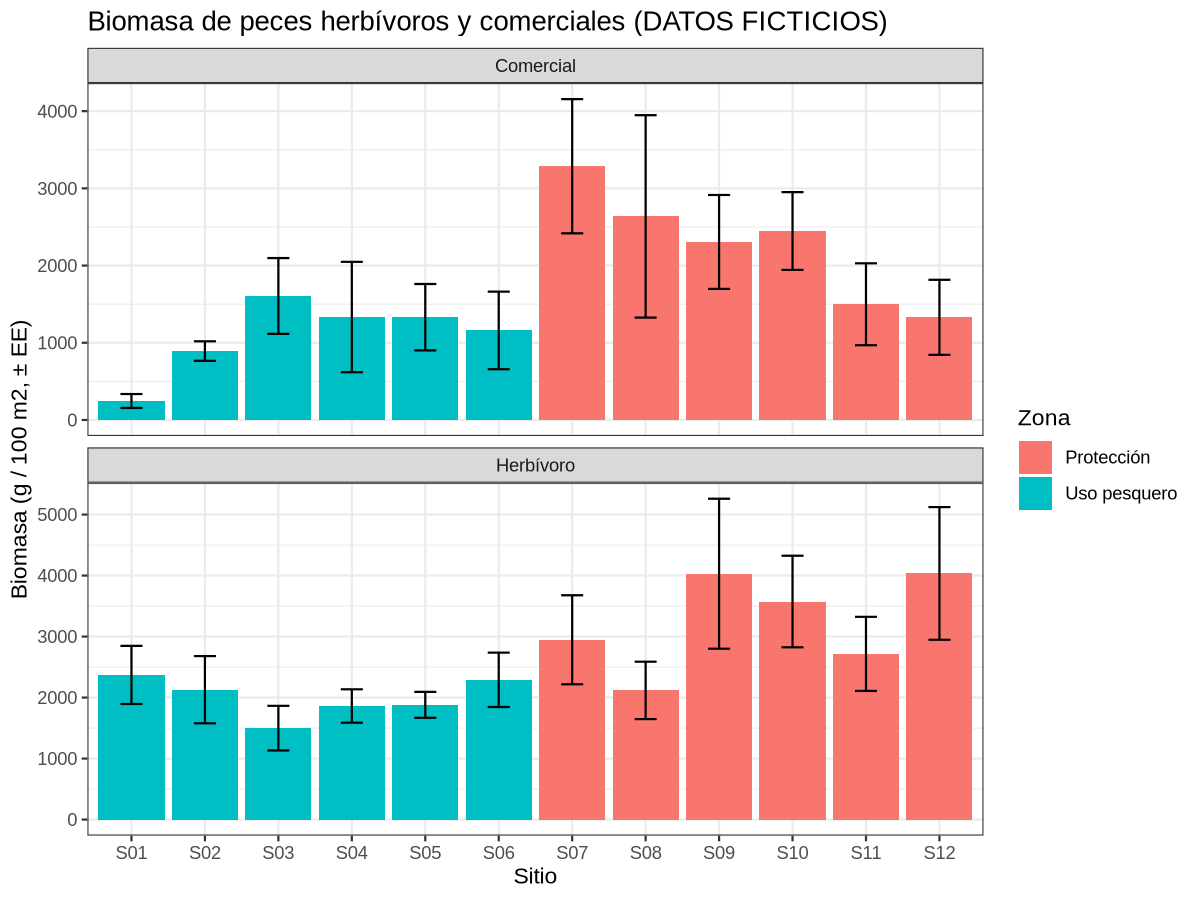 Biomasa de peces herbívoros y comerciales (DATOS FICTICIOS)
Comercial
4000
3000
2000
1000
0
Herbívoro
5000
4000
3000
2000
1000
0
Biomasa (g / 100 m2, ± EE)
S01 S02 S03 S04 S05 S06 S07 S08 S09 S10 S11 S12
Sitio
Zona
Protección
Uso pesquero